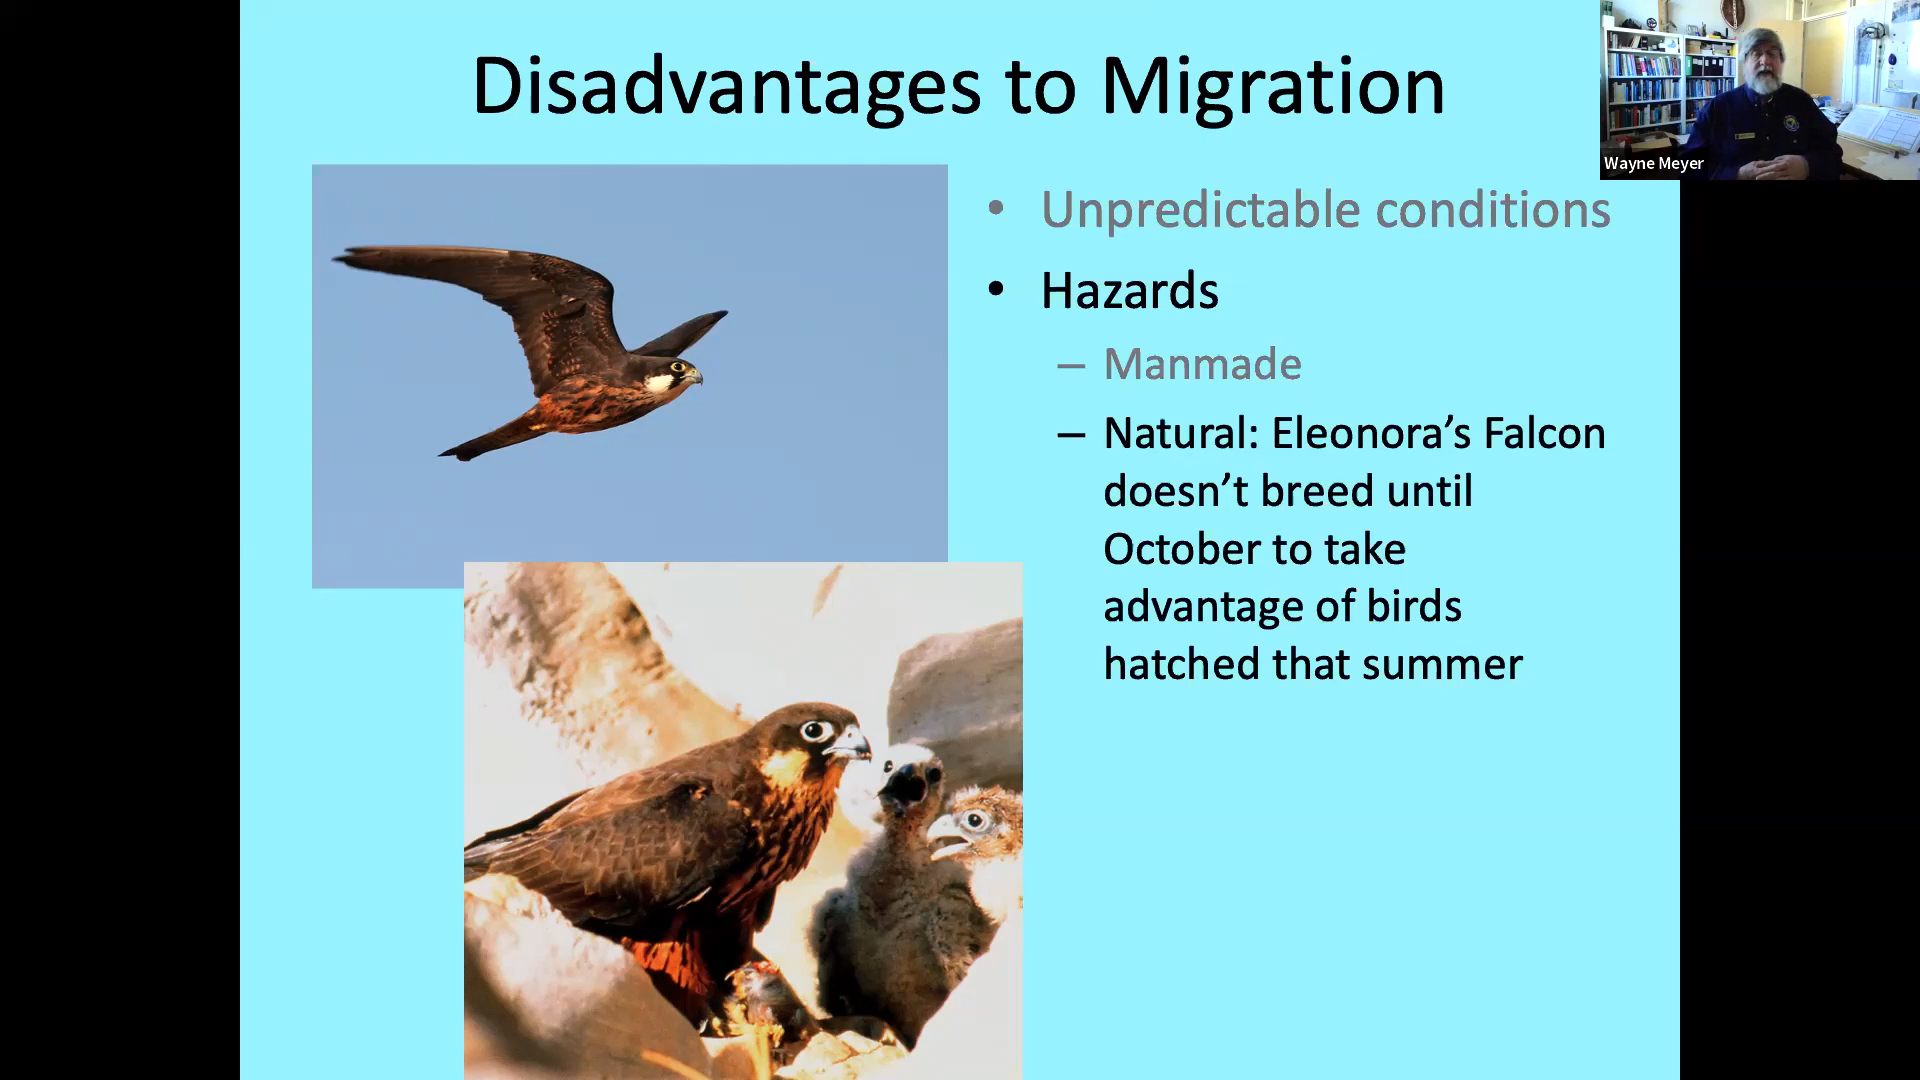 Disadvantages to Migration
Wayne Meyer
• Unpredictable conditions
• Hazards
– Manmade
– Natural: Eleonora’s Falcon
doesn’t breed until
October to take
advantage of birds
hatched that summer